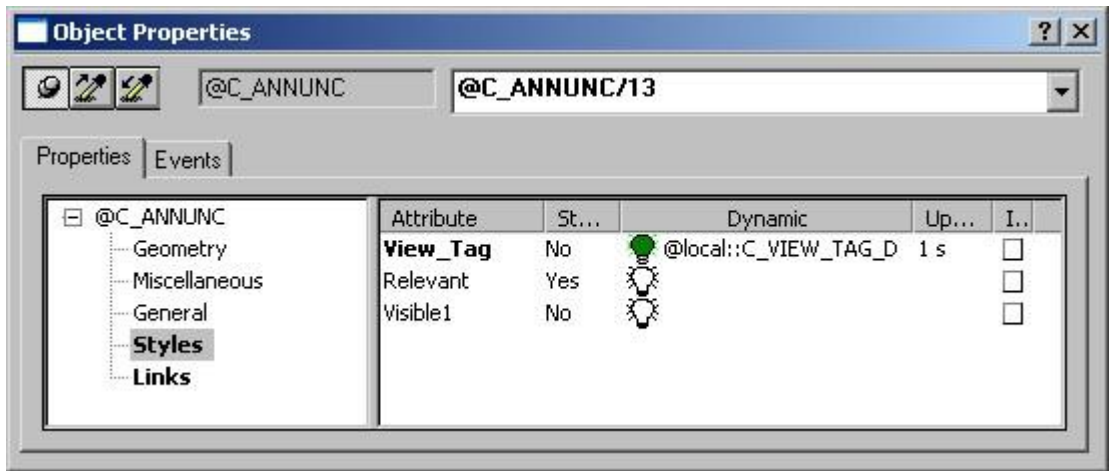 Object Properties
@C_ANNUNC @C_ANNUNC/13
Properties Events
@C_ANNUNC
Geometry
Miscellaneous
General
Styles
Links
Attribute St... Dynamic Up... I..
View_Tag No @local::C_VIEW_TAG_D 1 s
Relevant Yes
Visible1 No